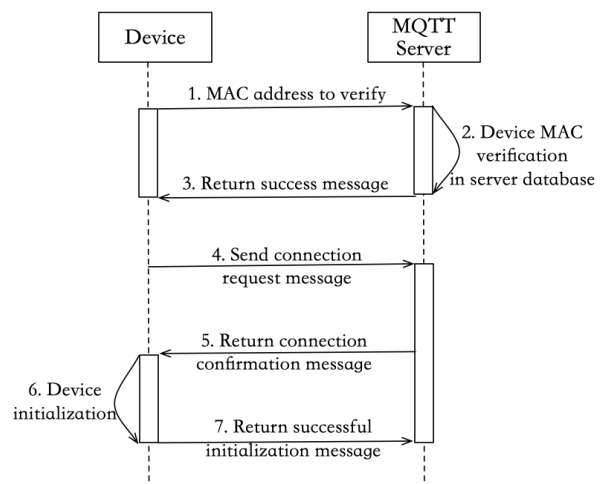 Device
MQTT
Server
1. MAC address to verify
2. Device MAC
verification
in server database
3. Return success message
4. Send connection
request message
5. Return connection
confirmation message
6. Device
initialization
7. Return successful
initialization message